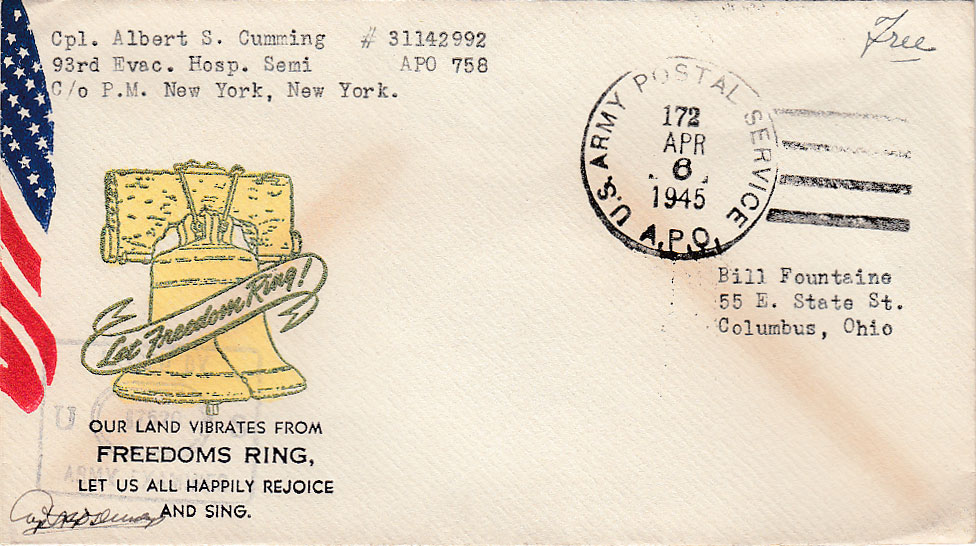 Cpl. Albert S. Cumming # 31142992
93rd Evac. Hosp. Semi APO 758
C/o P.M. New York, New York.
Free
U.S. ARMY POSTAL SERVICE
172
APR
6
1945
A.P.O.
Bill Fountaine
55 E. State St.
Columbus, Ohio
Let Freedom Ring!
OUR LAND VIBRATES FROM
FREEDOMS RING,
LET US ALL HAPPILY REJOICE
AND SING.
U S
ARMY EXAMINER